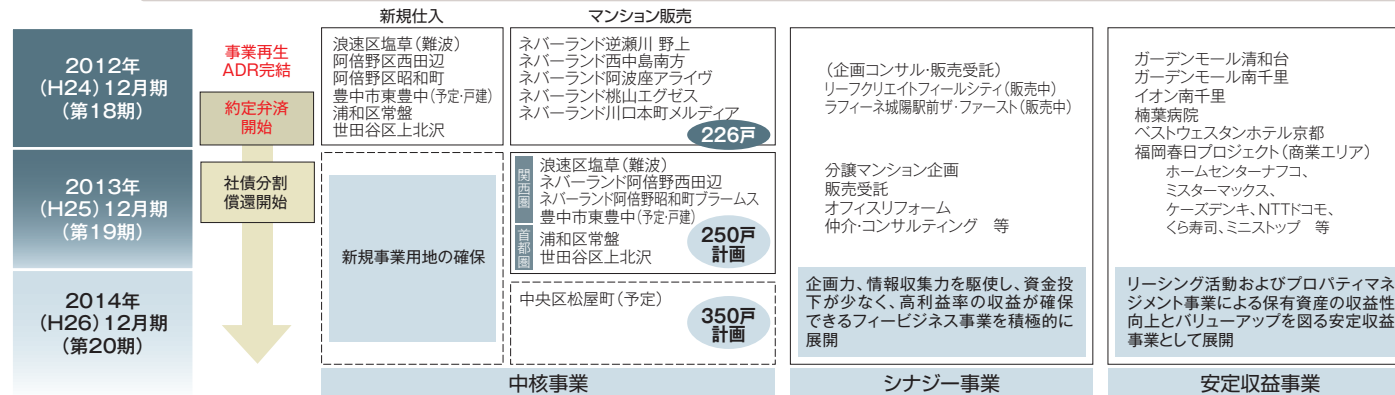 新規仕入
マンション販売
2012年
(H24)12月期
(第18期)
事業再生
ADR完結
約定弁済
開始
浪速区塩草(難波)
阿倍野区西田辺
阿倍野区昭和町
豊中市東豊中(予定・戸建)
浦和区常盤
世田谷区上北沢
ネバーランド逆瀬川 野上
ネバーランド西中島南方
ネバーランド阿波座アライヴ
ネバーランド桃山エグゼス
ネバーランド川口本町メルディア
226戸
(企画コンサル・販売受託)
リーフクリエイトフィールシティ(販売中)
ラフィーネ城陽駅前ザ・ファースト(販売中)
ガーデンモール清和台
ガーデンモール南千里
イオン南千里
楠葉病院
ベストウェスタンホテル京都
福岡春日プロジェクト(商業エリア)
ホームセンターナフコ、
ミスターマックス、
ケーズデンキ、NTTドコモ、
くら寿司、ミニストップ 等
2013年
(H25)12月期
(第19期)
社債分割
償還開始
新規事業用地の確保
関西圏
浪速区塩草(難波)
ネバーランド阿倍野西田辺
ネバーランド阿倍野昭和町ブラームス
豊中市東豊中(予定・戸建)
首都圏
浦和区常盤
世田谷区上北沢
250戸
計画
分譲マンション企画
販売受託
オフィスリフォーム
仲介・コンサルティング 等
2014年
(H26)12月期
(第20期)
中央区松屋町(予定)
350戸
計画
企画力、情報収集力を駆使し、資金投
下が少なく、高利益率の収益が確保
できるフィービジネス事業を積極的に
展開
リーシング活動およびプロパティマネ
ジメント事業による保有資産の収益性
向上とバリューアップを図る安定収益
事業として展開
中核事業
シナジー事業
安定収益事業